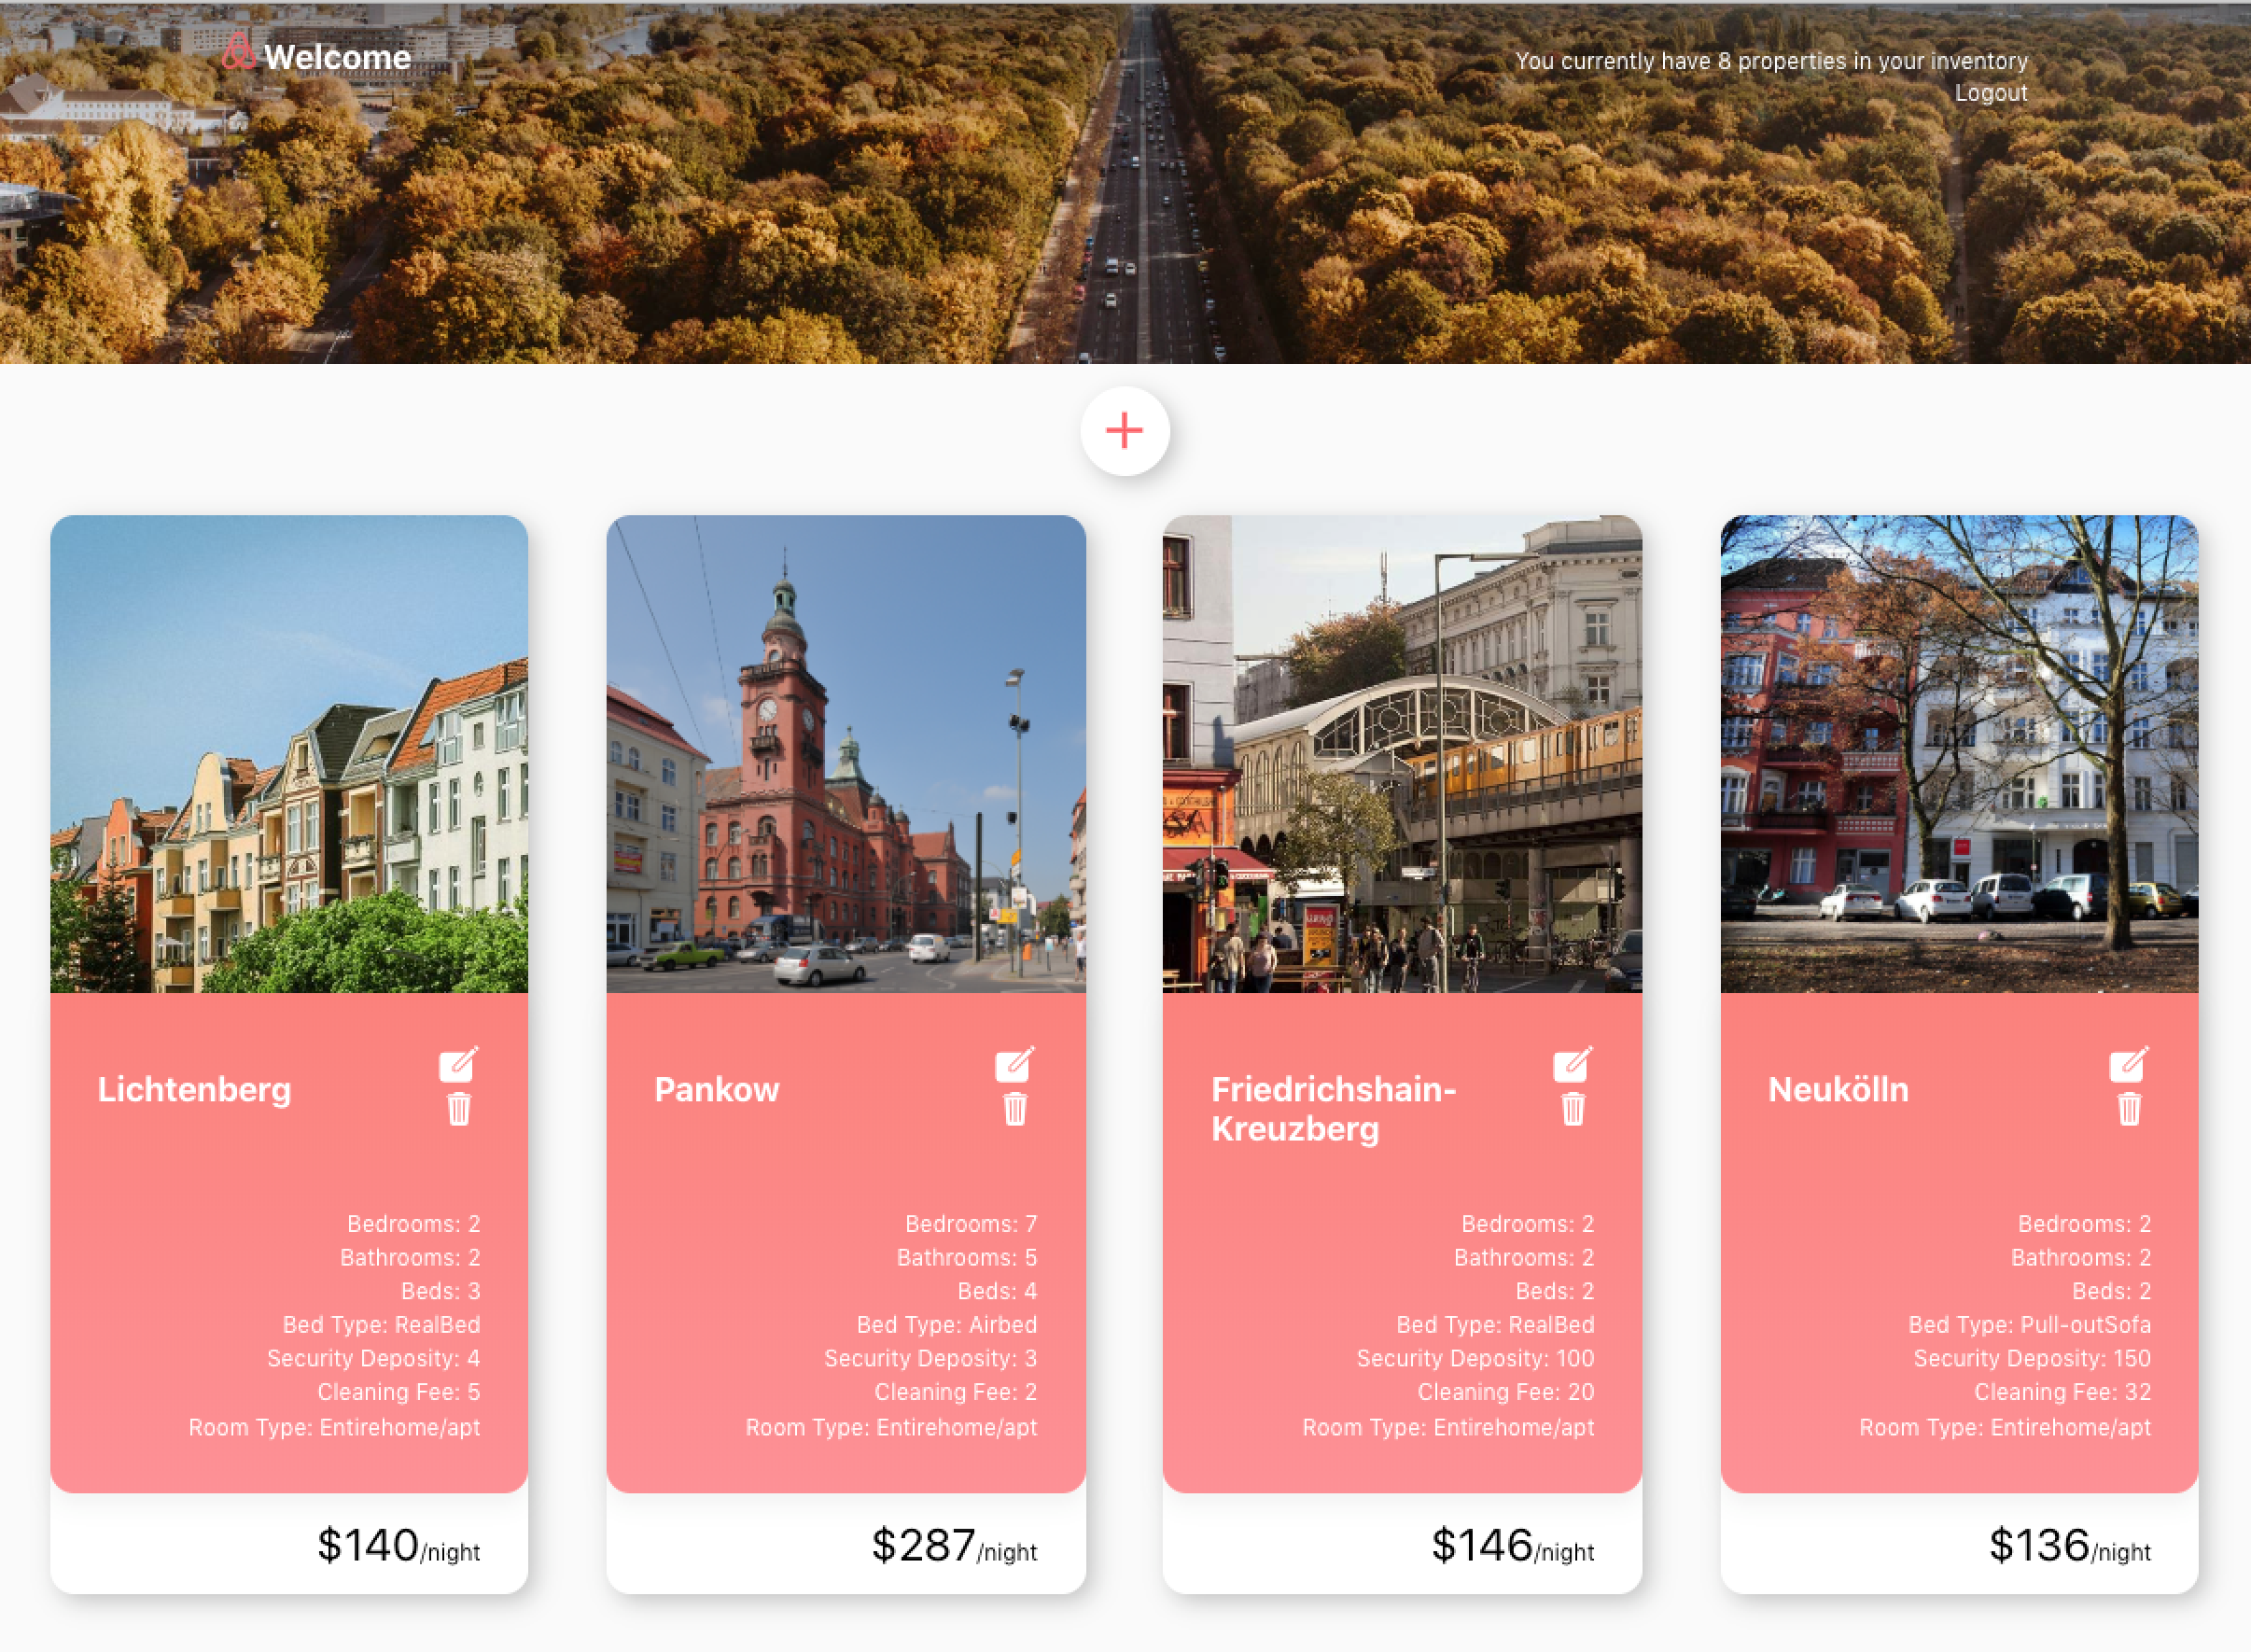 Welcome
You currently have 8 properties in your inventory
Logout
+
Lichtenberg
Bedrooms: 2
Bathrooms: 2
Beds: 3
Bed Type: RealBed
Security Deposity: 4
Cleaning Fee: 5
Room Type: Entirehome/apt
$140/night
Pankow
Bedrooms: 7
Bathrooms: 5
Beds: 4
Bed Type: Airbed
Security Deposity: 3
Cleaning Fee: 2
Room Type: Entirehome/apt
$287/night
Friedrichshain-
Kreuzberg
Bedrooms: 2
Bathrooms: 2
Beds: 2
Bed Type: RealBed
Security Deposity: 100
Cleaning Fee: 20
Room Type: Entirehome/apt
$146/night
Neukölln
Bedrooms: 2
Bathrooms: 2
Beds: 2
Bed Type: Pull-outSofa
Security Deposity: 150
Cleaning Fee: 32
Room Type: Entirehome/apt
$136/night